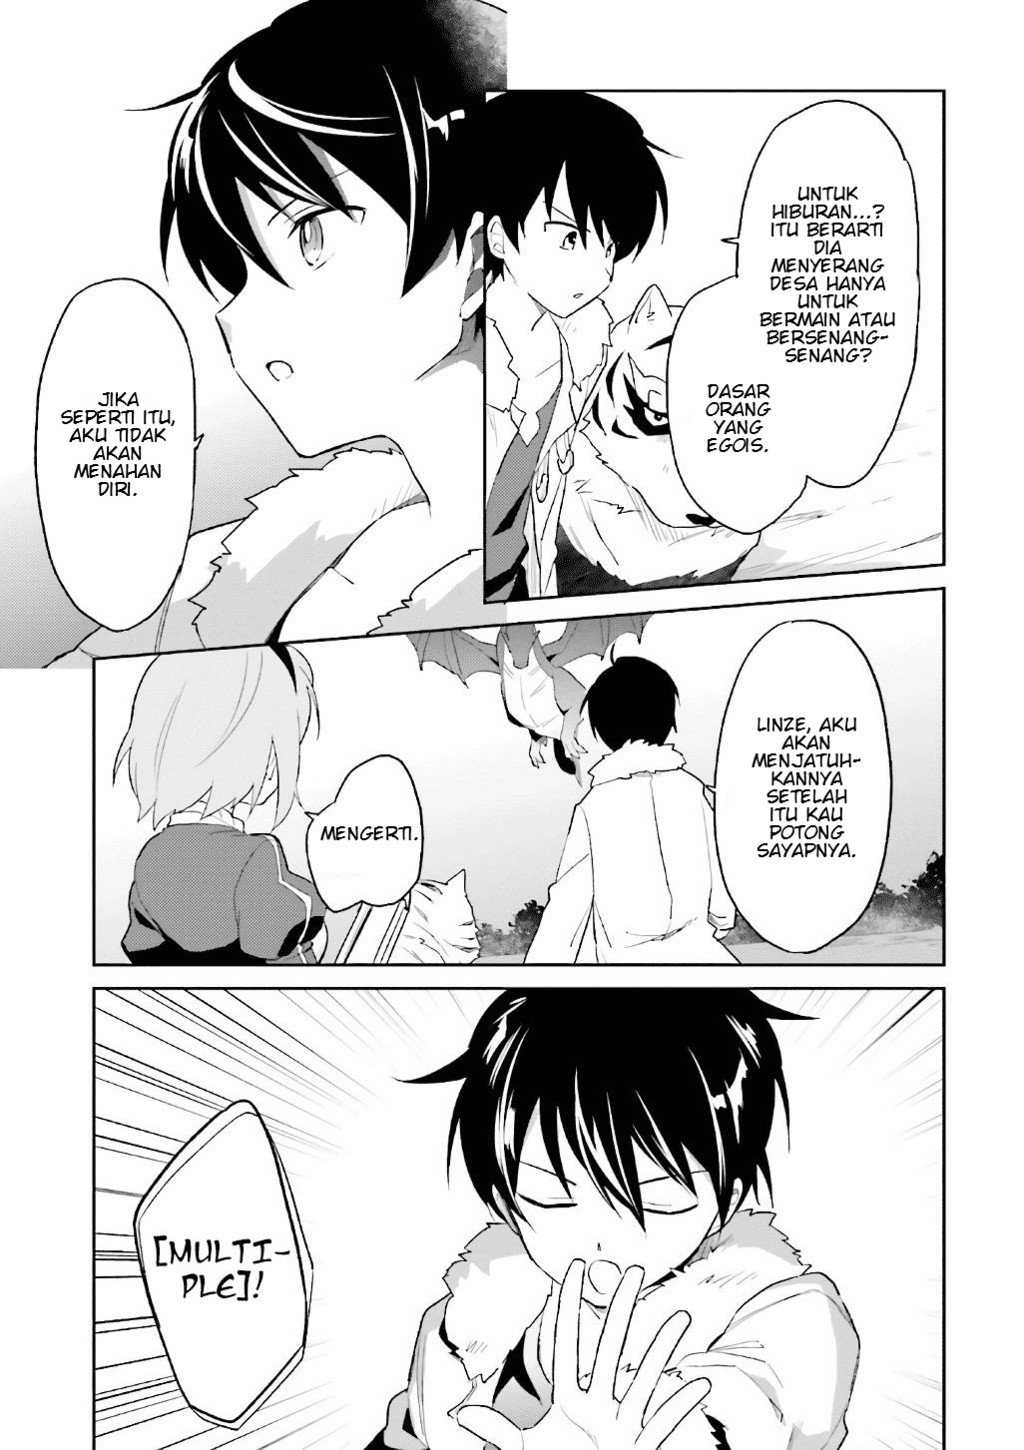 UNTUK
HIBURAN...?
ITU BERARTI
DIA
MENYERANG
DESA HANYA
UNTUK
BERMAIN ATAU
BERSENANG-
SENANG?
DASAR
ORANG
YANG
EGOIS.
JIKA
SEPERTI ITU,
AKU TIDAK
AKAN
MENAHAN
DIRI.
LINZE, AKU
AKAN
MENJATUH-
KANNYA
SETELAH
ITU KAU
POTONG
SAYAPNYA.
MENGERTI.
[MULTI-
PLE]!